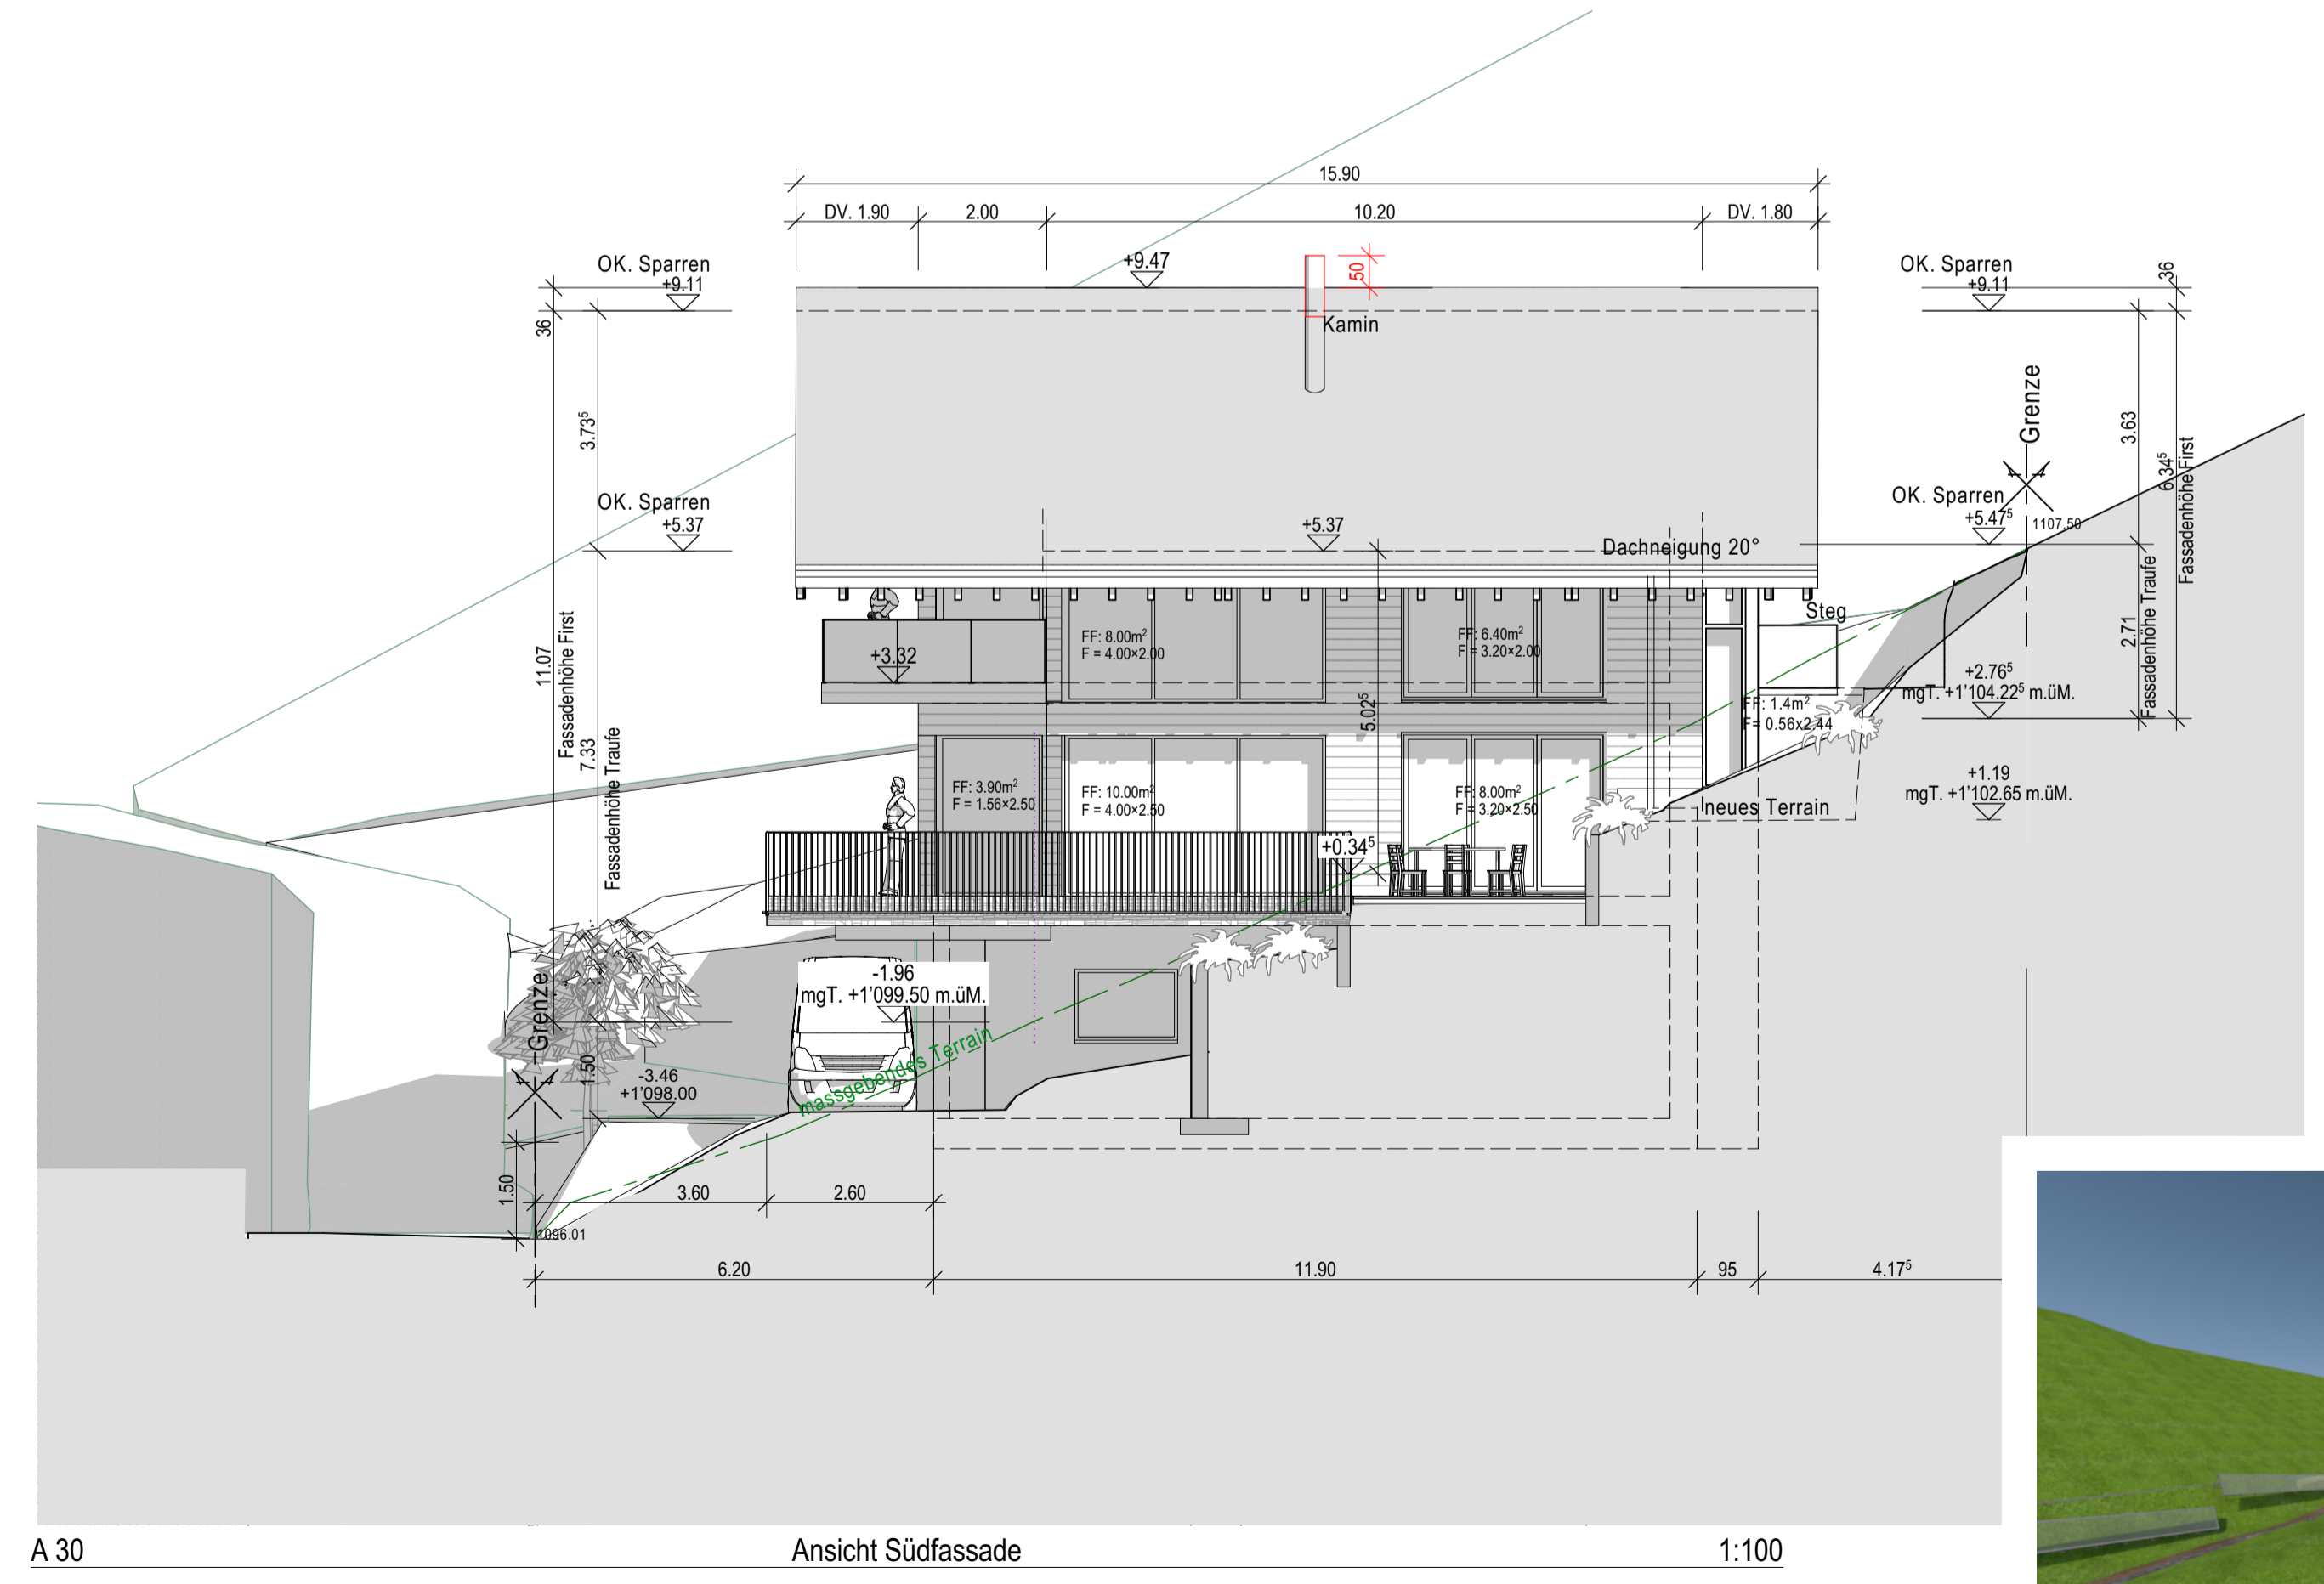 15.90
DV. 1.90
2.00
10.20
DV. 1.80
OK. Sparren
+9.11
+9.47
50
OK. Sparren
+9.11
36
36
Kamin
3.73⁵
Grenze
3.63
6.34⁵
Fassadenhöhe First
OK. Sparren
+5.37
+5.37
Dachneigung 20°
OK. Sparren
+5.47⁵
1107.50
Steg
FF: 8.00m²
F = 4.00×2.00
FF: 6.40m²
F = 3.20×2.00
+3.32
11.07
Fassadenhöhe First
7.33
Fassadenhöhe Traufe
2.71
Fassadenhöhe Traufe
+2.76⁵
mgT. +1'104.22⁵ m.üM.
5.02⁵
FF: 1.4m²
F= 0.56x2.44
FF: 3.90m²
F = 1.56×2.50
FF: 10.00m²
F = 4.00×2.50
FF: 8.00m²
F = 3.20×2.50
neues Terrain
+1.19
mgT. +1'102.65 m.üM.
+0.34⁵
-1.96
mgT. +1'099.50 m.üM.
Grenze
massgebendes Terrain
1.50
-3.46
+1'098.00
1.50
3.60
2.60
1096.01
6.20
11.90
95
4.17⁵
A 30
Ansicht Südfassade
1:100